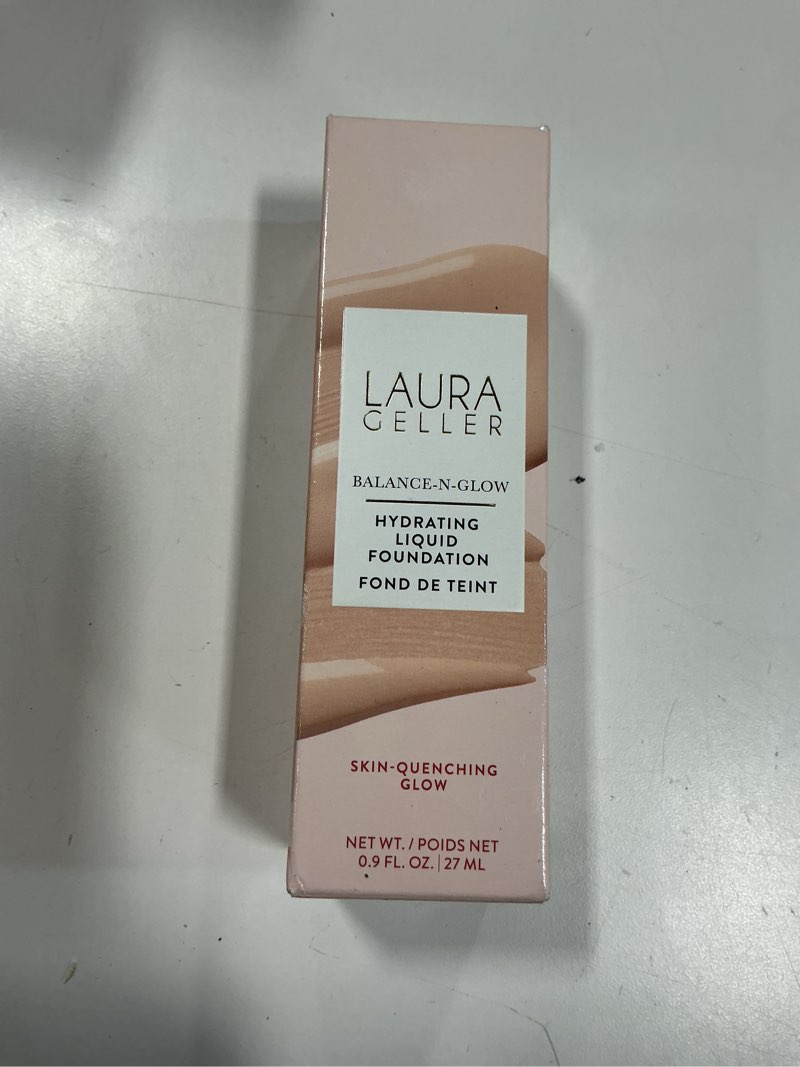 LAURA
GELLER
BALANCE-N-GLOW
HYDRATING
LIQUID
FOUNDATION
FOND DE TEINT
SKIN-QUENCHING
GLOW
NET WT. / POIDS NET
0.9 FL. OZ. | 27 ML